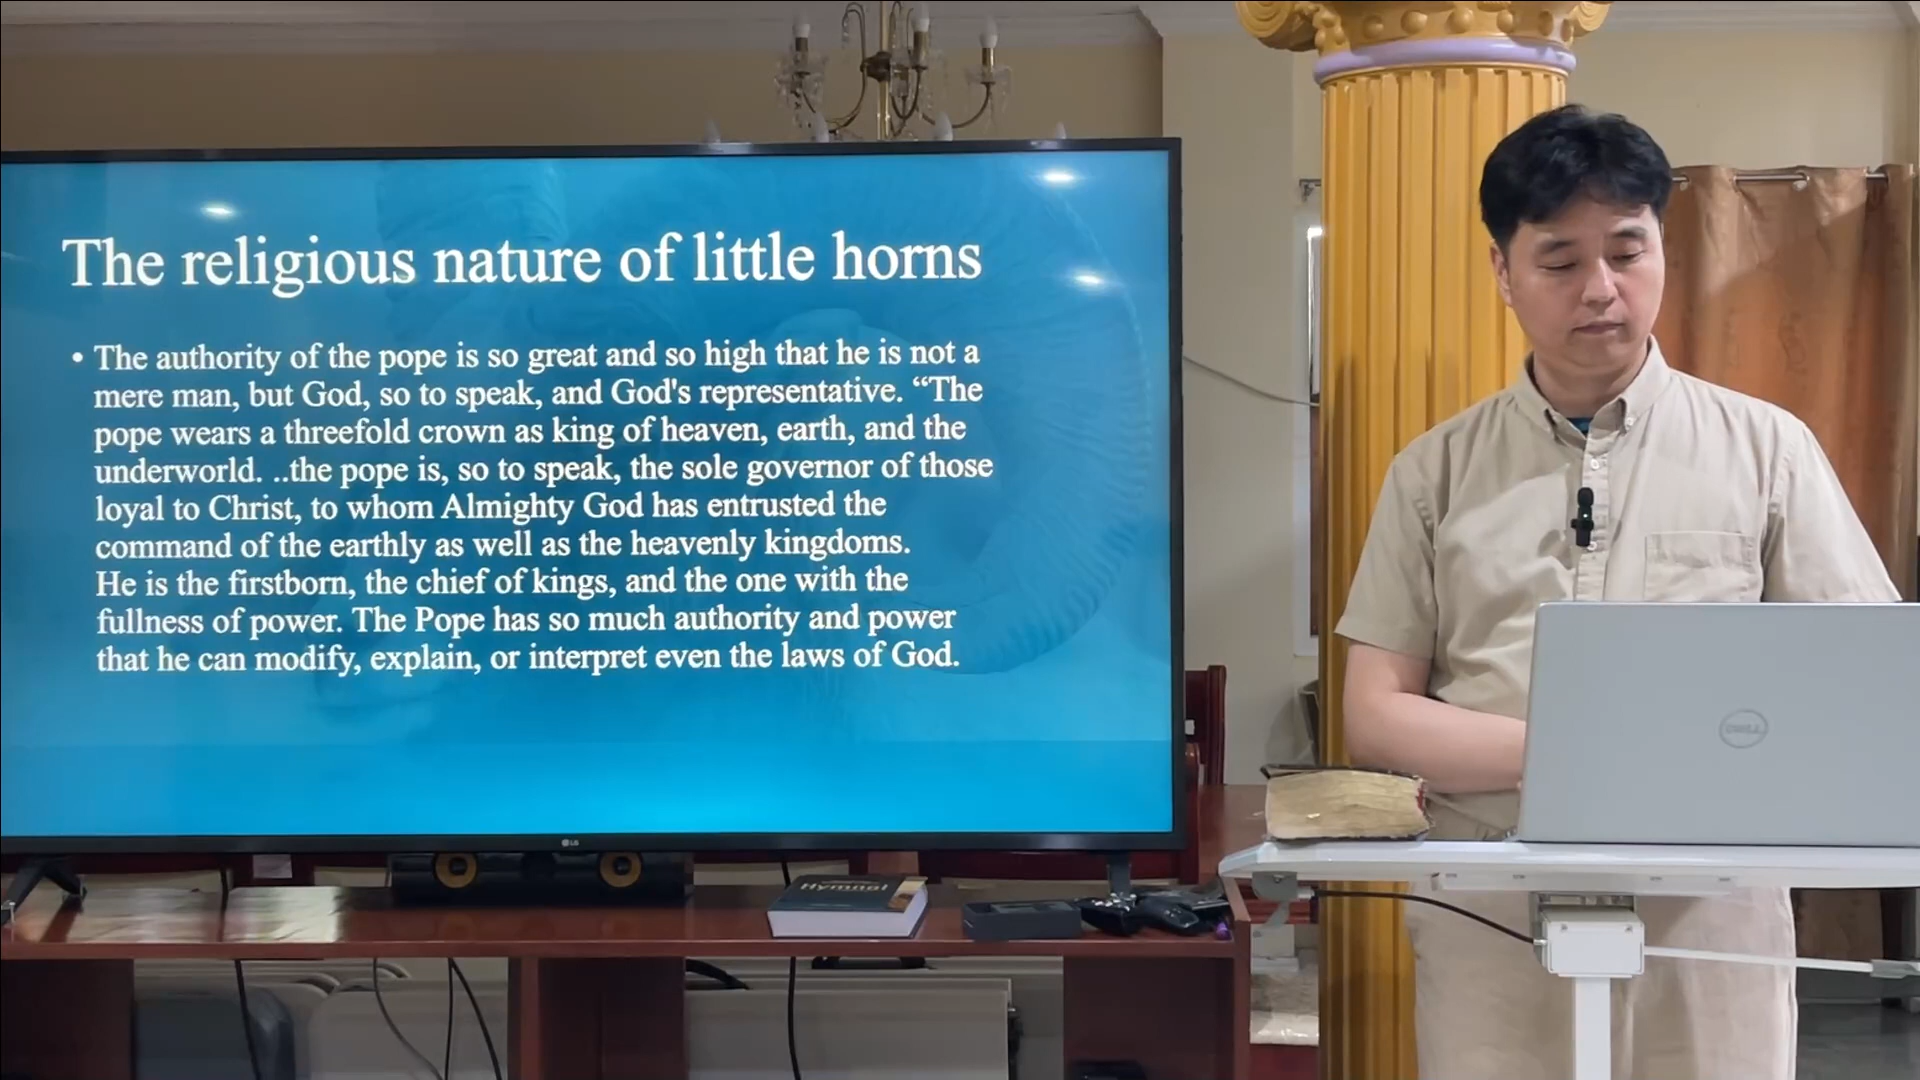 The religious nature of little horns
• The authority of the pope is so great and so high that he is not a
mere man, but God, so to speak, and God's representative. “The
pope wears a threefold crown as king of heaven, earth, and the
underworld. ..the pope is, so to speak, the sole governor of those
loyal to Christ, to whom Almighty God has entrusted the
command of the earthly as well as the heavenly kingdoms.
He is the firstborn, the chief of kings, and the one with the
fullness of power. The Pope has so much authority and power
that he can modify, explain, or interpret even the laws of God.
LG
Hymnal
DELL